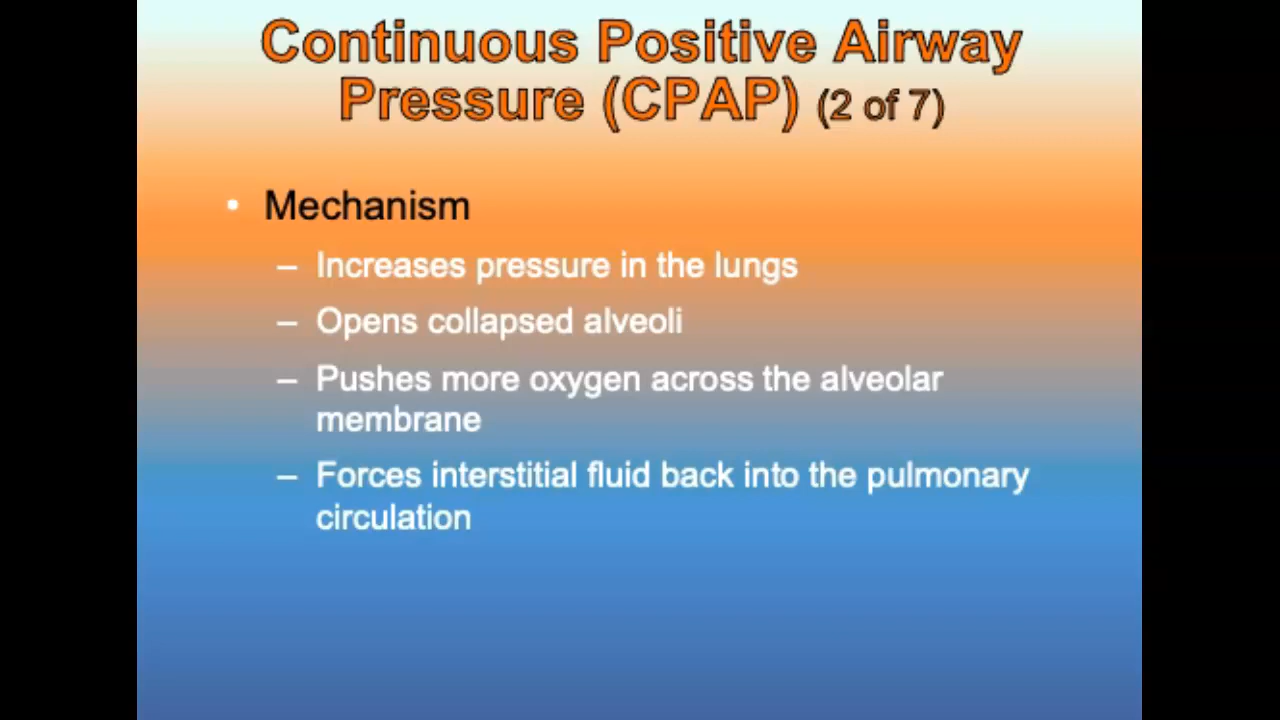 Continuous Positive Airway
Pressure (CPAP) (2 of 7)
• Mechanism
– Increases pressure in the lungs
– Opens collapsed alveoli
– Pushes more oxygen across the alveolar
membrane
– Forces interstitial fluid back into the pulmonary
circulation